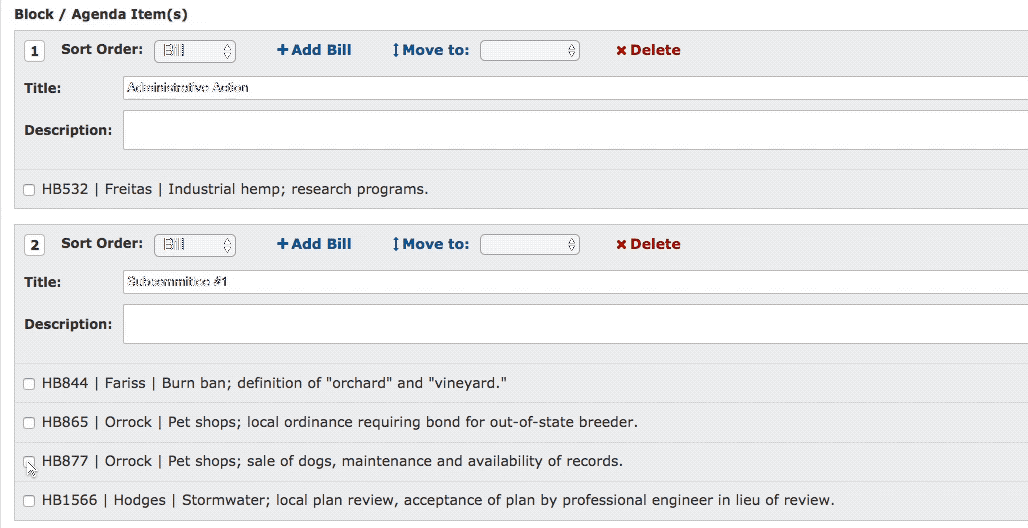 Block / Agenda Item(s)
1 Sort Order: Bill +Add Bill ↕Move to: ✖ Delete
Title: Administrative Action
Description:
HB532 | Freitas | Industrial hemp; research programs.
2 Sort Order: Bill +Add Bill ↕Move to: ✖ Delete
Title: Subcommittee #1
Description:
HB844 | Fariss | Burn ban; definition of "orchard" and "vineyard."
HB865 | Orrock | Pet shops; local ordinance requiring bond for out-of-state breeder.
HB877 | Orrock | Pet shops; sale of dogs, maintenance and availability of records.
HB1566 | Hodges | Stormwater; local plan review, acceptance of plan by professional engineer in lieu of review.